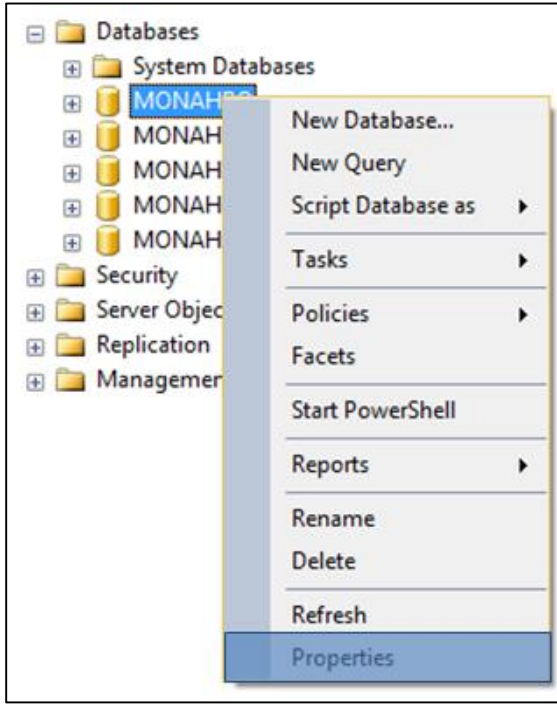 Databases
System Databases
MONAH
New Database...
MONAH
New Query
MONAH
Script Database as
MONAH
MONAH
Tasks
Security
Server Objec
Policies
Replication
Facets
Managemen
Start PowerShell
Reports
Rename
Delete
Refresh
Properties